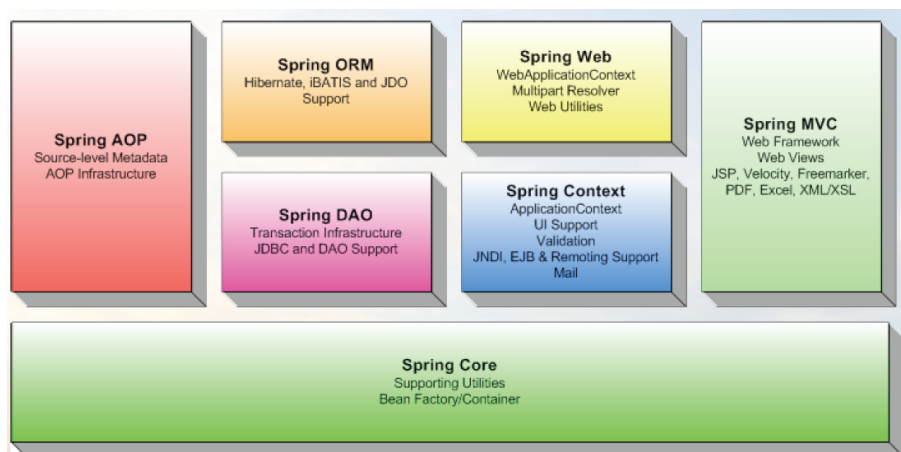 Spring AOP
Source-level Metadata
AOP Infrastructure
Spring ORM
Hibernate, iBATIS and JDO
Support
Spring Web
WebApplicationContext
Multipart Resolver
Web Utilities
Spring MVC
Web Framework
Web Views
JSP, Velocity, Freemarker,
PDF, Excel, XML/XSL
Spring DAO
Transaction Infrastructure
JDBC and DAO Support
Spring Context
ApplicationContext
UI Support
Validation
JNDI, EJB & Remoting Support
Mail
Spring Core
Supporting Utilities
Bean Factory/Container